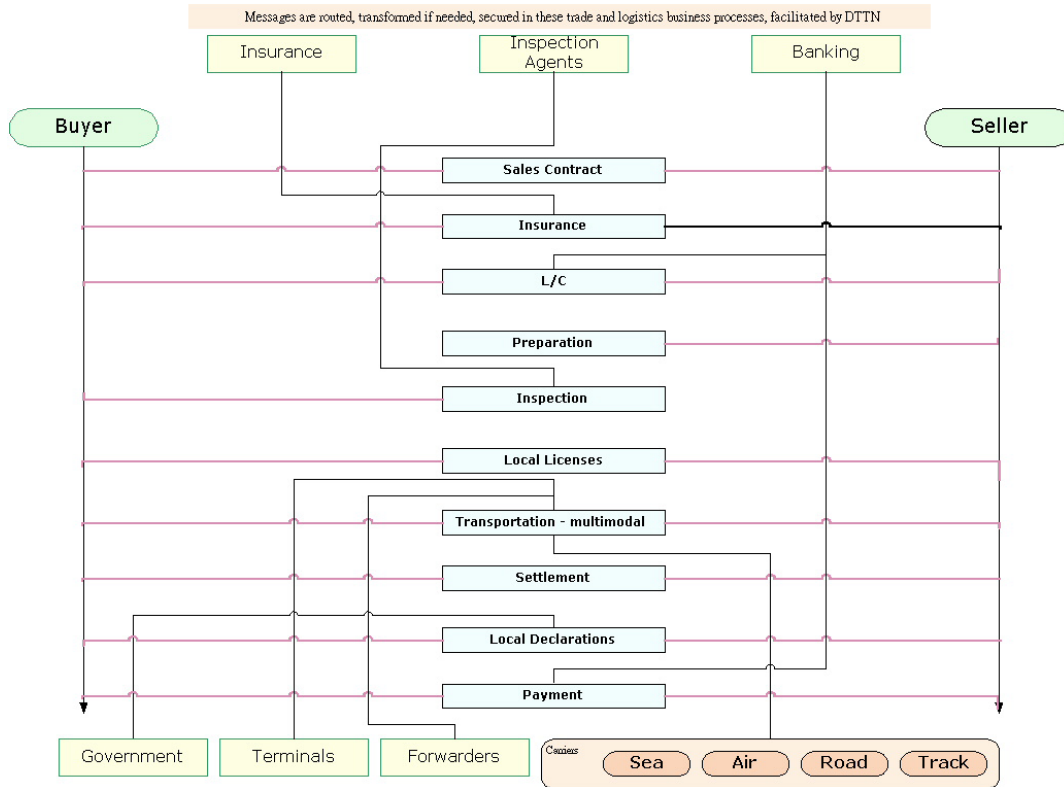 Messages are routed, transformed if needed, secured in these trade and logistics business processes, facilitated by DTTN
Insurance
Inspection
Agents
Banking
Buyer
Seller
Sales Contract
Insurance
L/C
Preparation
Inspection
Local Licenses
Transportation - multimodal
Settlement
Local Declarations
Payment
Government
Terminals
Forwarders
Carriers
Sea
Air
Road
Track